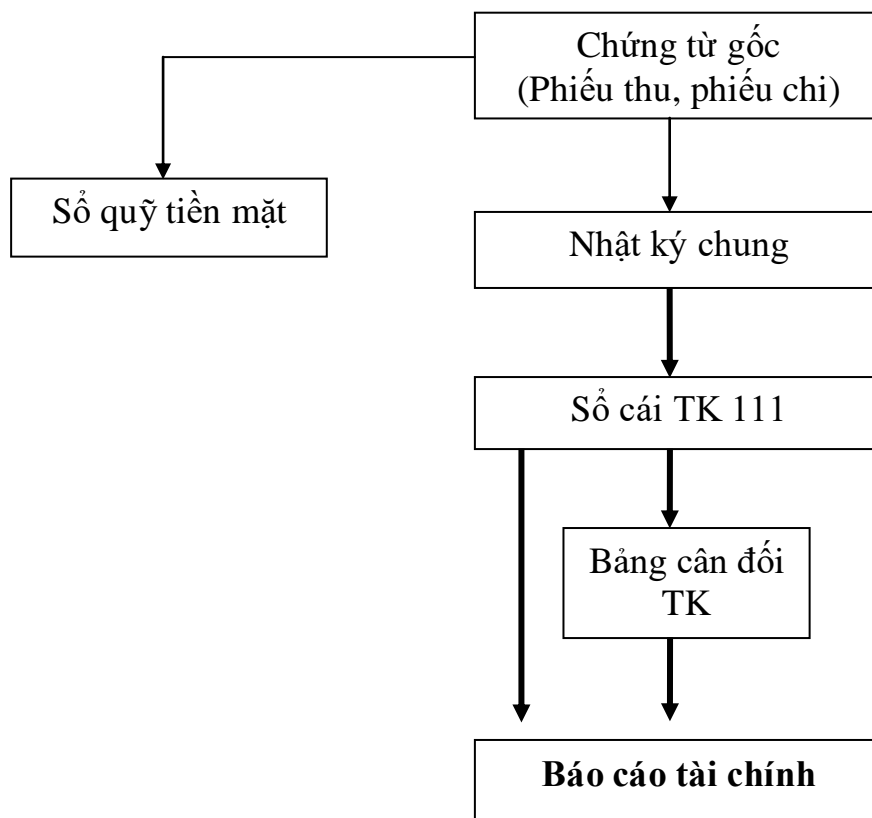 Chứng từ gốc
(Phiếu thu, phiếu chi)
Sổ quỹ tiền mặt
Nhật ký chung
Sổ cái TK 111
Bảng cân đối
TK
Báo cáo tài chính